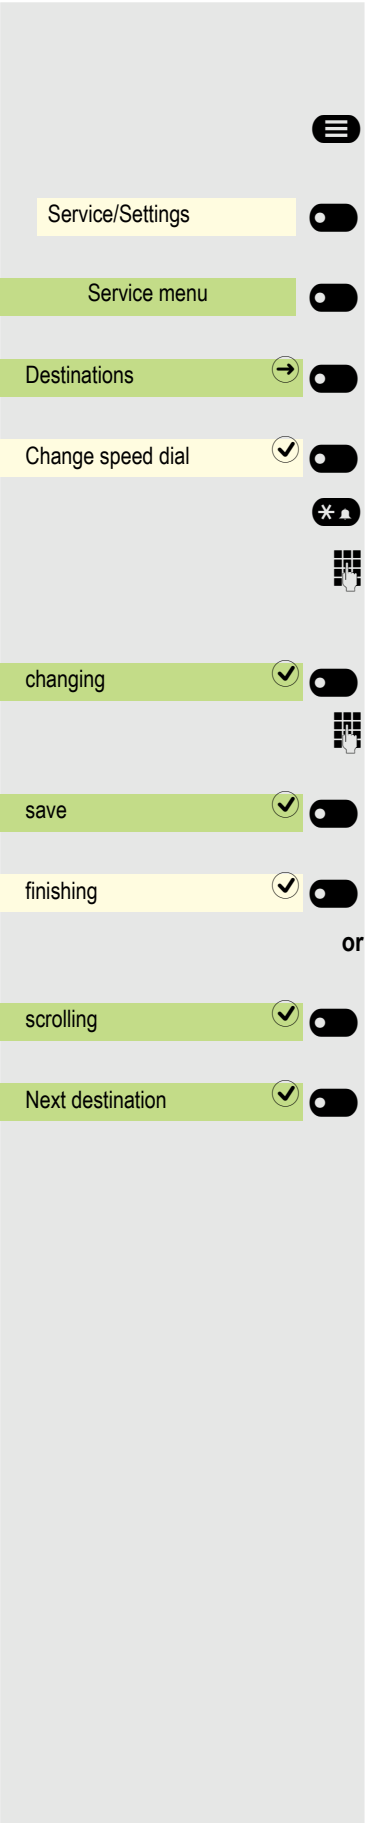 Service/Settings
Service menu
Destinations
Change speed dial
changing
save
finishing
or
scrolling
Next destination